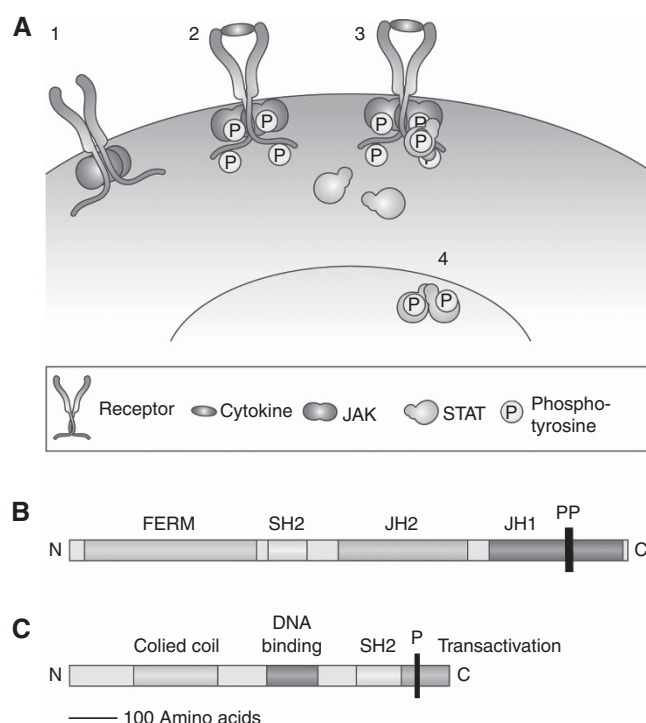 A
1
2
3
P
P
P
P
P
P
P
P
P
4
P
P
Receptor
Cytokine
JAK
STAT
P
Phospho-
tyrosine
B
PP
FERM
SH2
JH2
JH1
N
C
C
DNA
Colied coil
binding
SH2
P
Transactivation
N
C
100 Amino acids